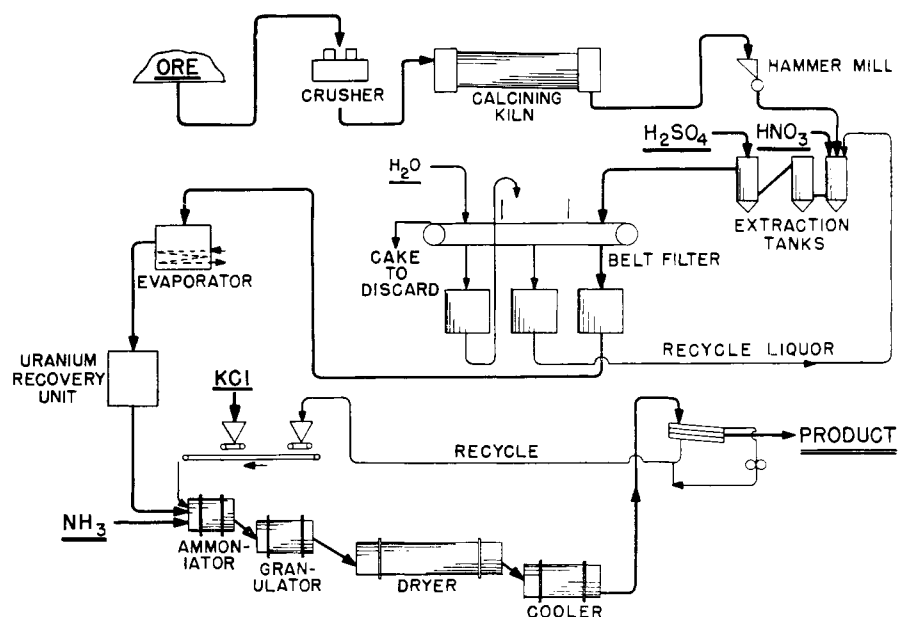 ORE
CRUSHER
CALCINING
KILN
HAMMER MILL
H2SO4
HNO3
H2O
EXTRACTION
TANKS
CAKE
TO
DISCARD
BELT FILTER
EVAPORATOR
RECYCLE LIQUOR
URANIUM
RECOVERY
UNIT
KCl
RECYCLE
PRODUCT
NH3
AMMON-
IATOR
GRAN-
ULATOR
DRYER
COOLER